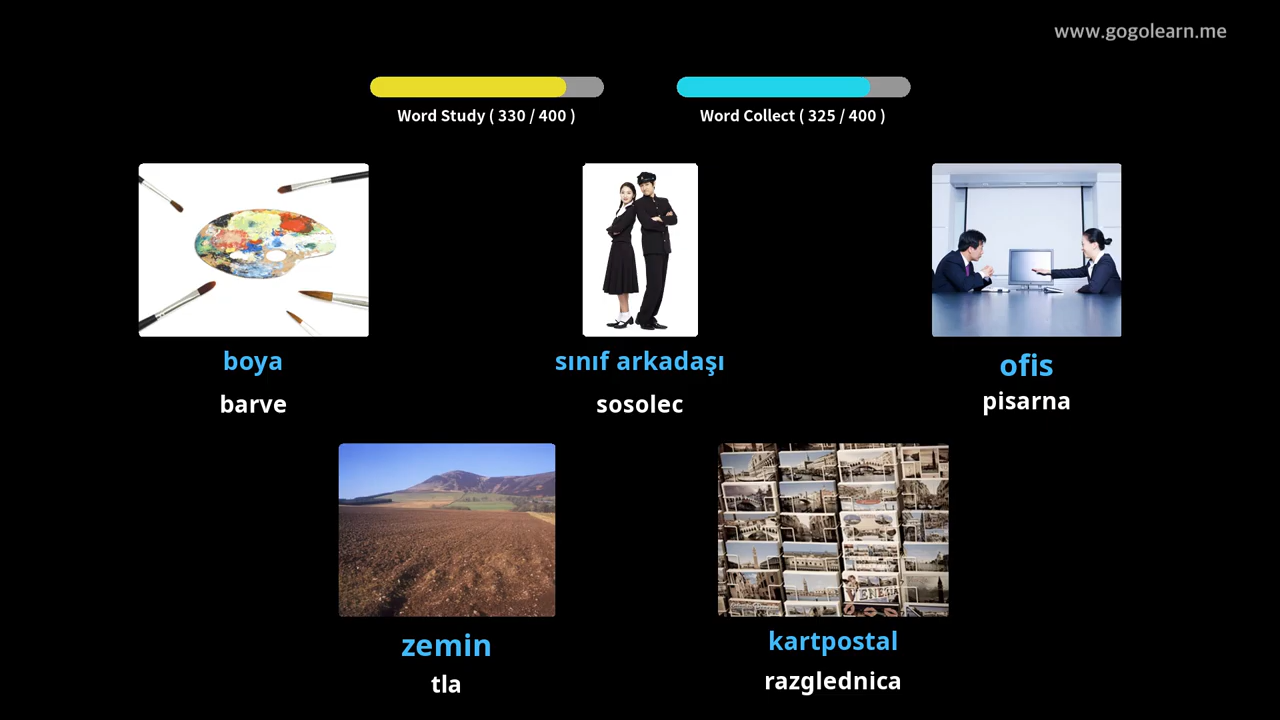 www.gogolearn.me
Word Study ( 330 / 400 )
Word Collect ( 325 / 400 )
boya
barve
sınıf arkadaşı
sosolec
ofis
pisarna
zemin
tla
kartpostal
razglednica